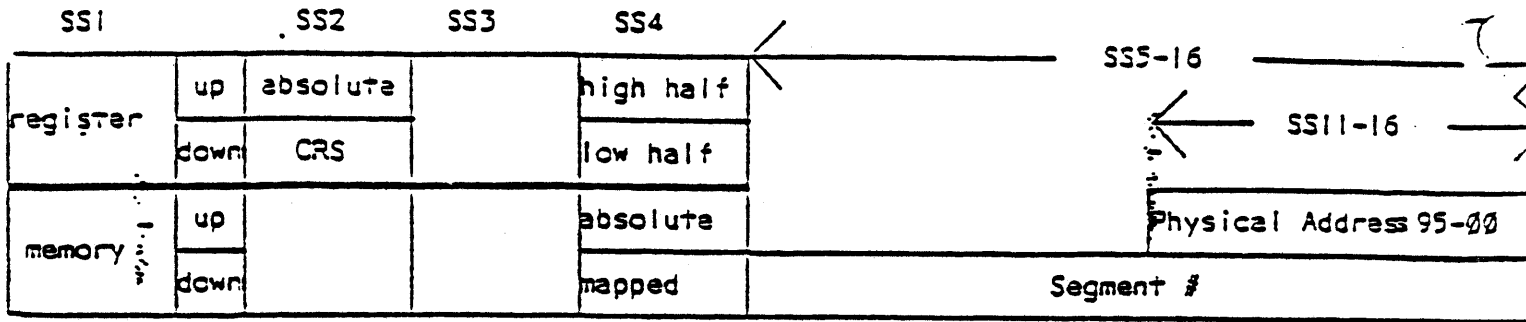 SS1 SS2 SS3 SS4
SS5-16
up absolute high half
register
SS11-16
down CRS low half
up absolute Physical Address 95-00
memory
down mapped Segment #